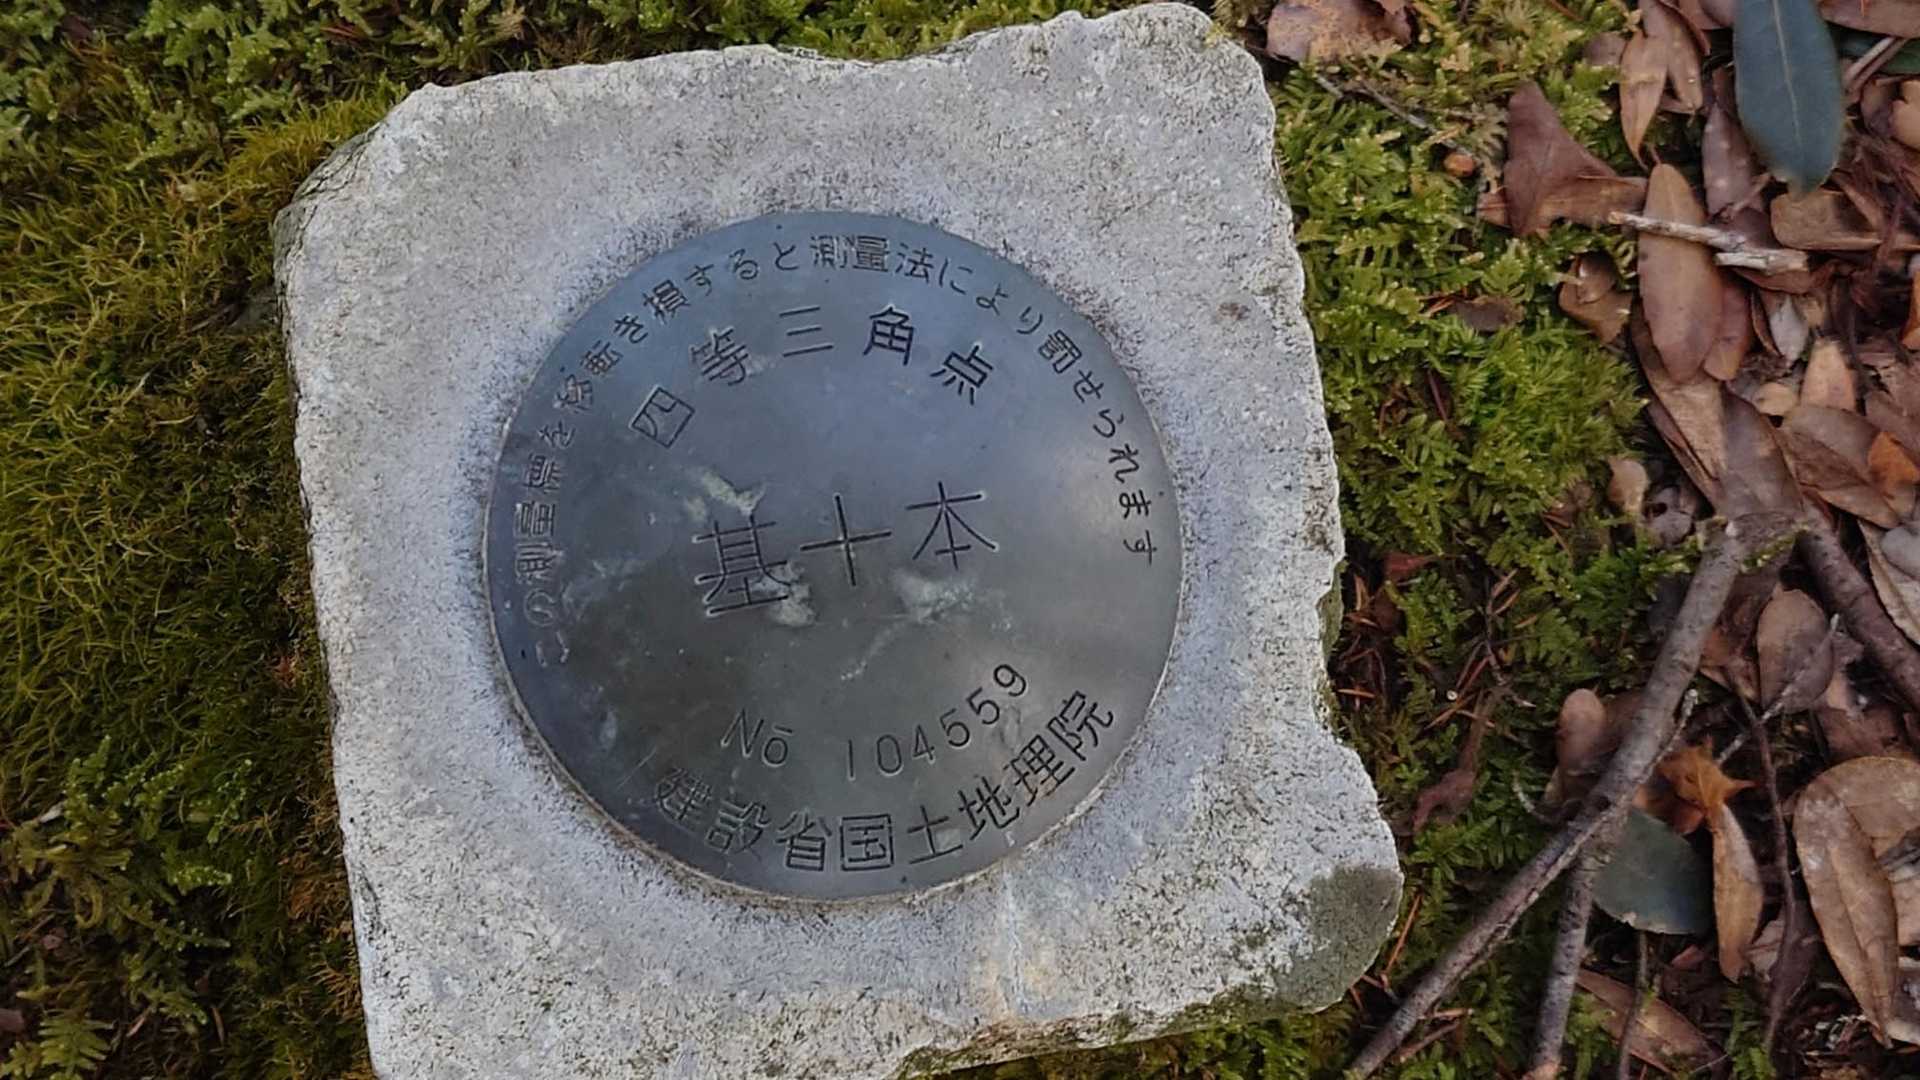 この測量標を移転き損すると測量法により罰せられます
四等三角点
基十本
No 104559
建設省国土地理院